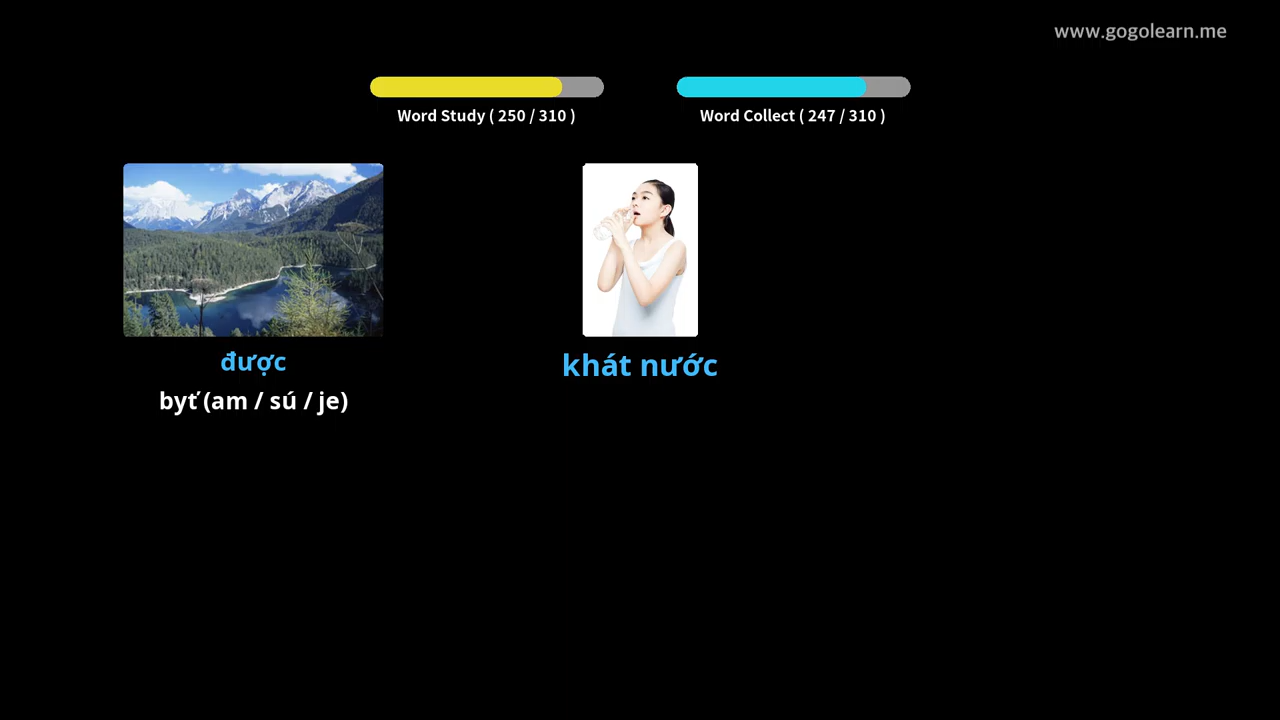 www.gogolearn.me
Word Study ( 250 / 310 )
Word Collect ( 247 / 310 )
được
byť (am / sú / je)
khát nước